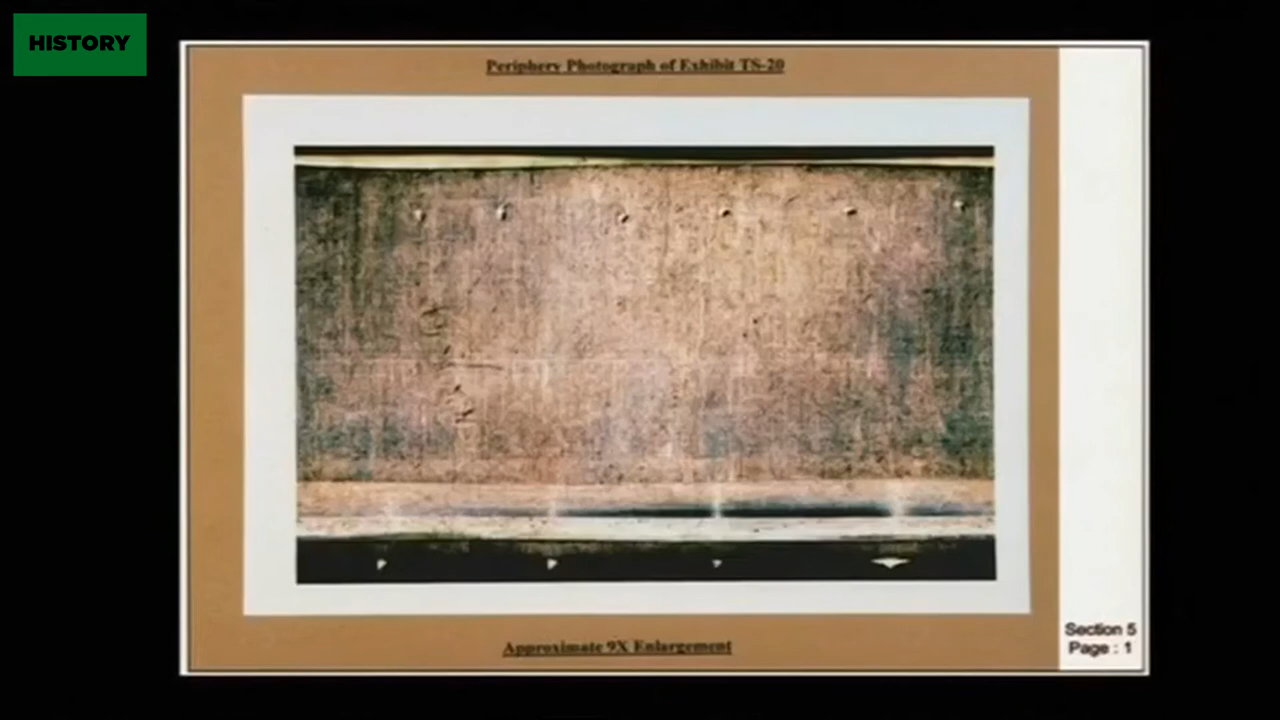 HISTORY
Periphery Photograph of Exhibit TS-20
Approximate 9X Enlargement
Section 5
Page : 1